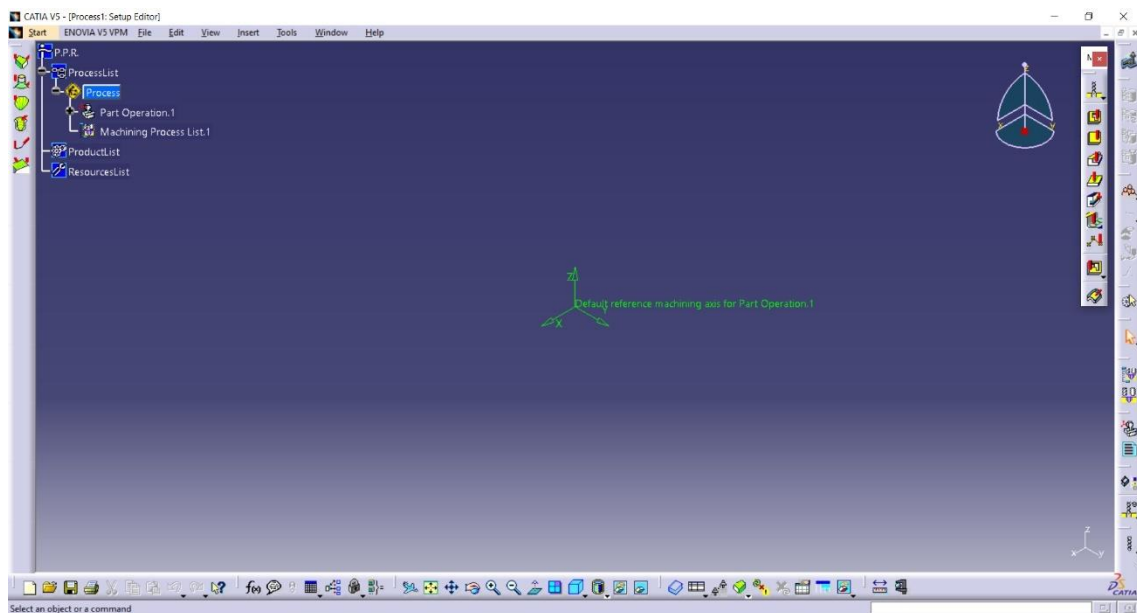 CATIA V5 - [Process1: Setup Editor]
Start ENOVIA V5 VPM File Edit View Insert Tools Window Help
P.P.R.
ProcessList
Process
Part Operation.1
Machining Process List.1
ProductList
ResourcesList
Z
Default reference machining axis for Part Operation.1
X Y
z
x y
f(x)
CATIA
Select an object or a command